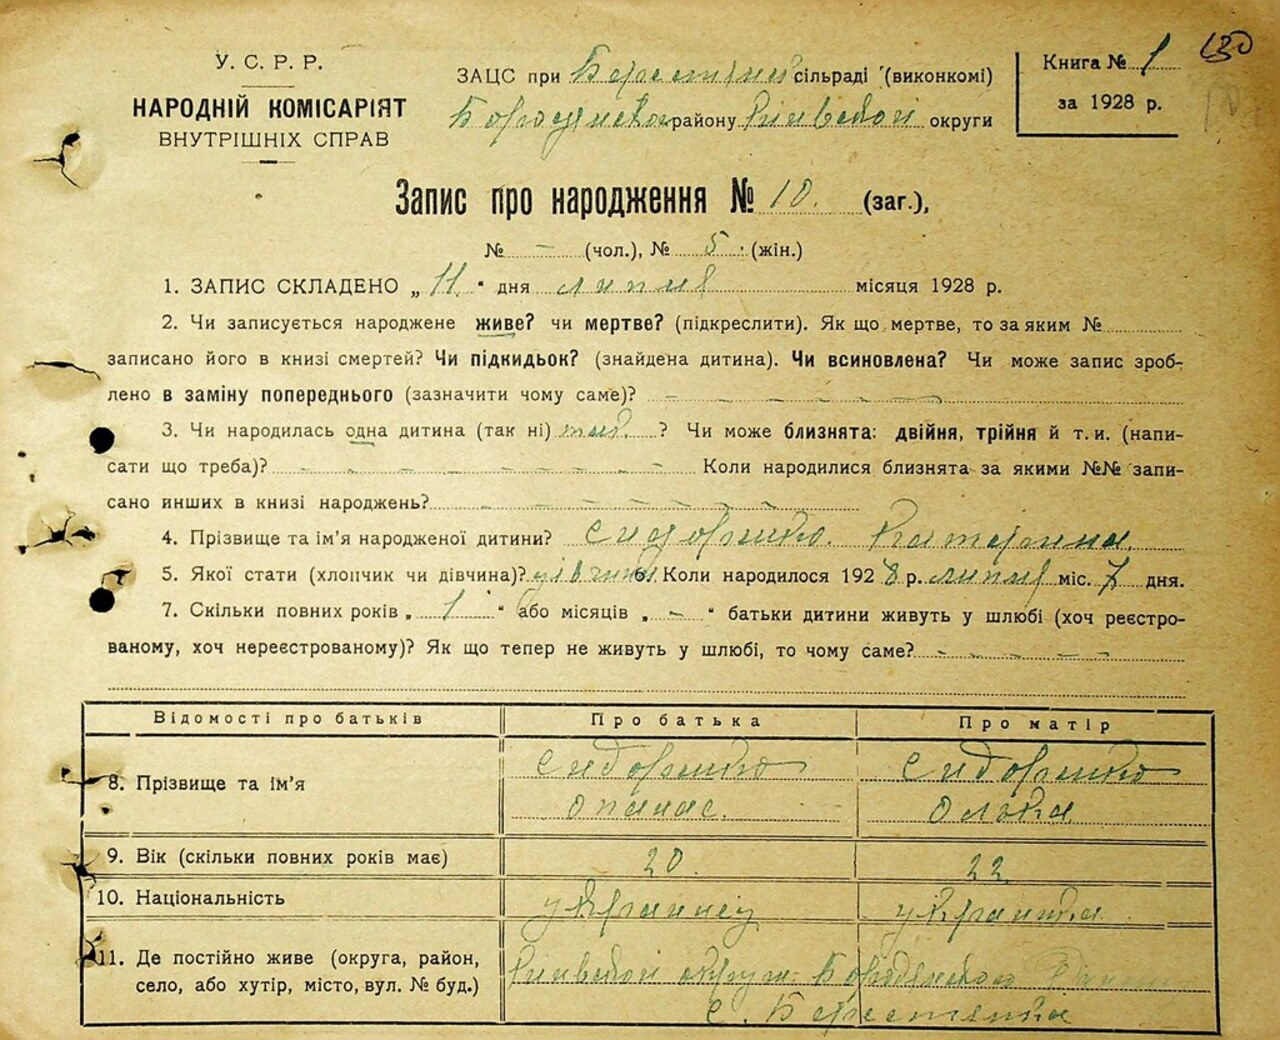 У. С. Р. Р.
НАРОДНІЙ КОМІСАРІЯТ
ВНУТРІШНІХ СПРАВ
ЗАЦС при сільраді (виконкомі)
району округи
Книга № 1
за 1928 р.
130
Запис про народження № 10. (заг.),
№ – (чол.), № 5. (жін.)
1. ЗАПИС СКЛАДЕНО „11" дня липня місяця 1928 р.
2. Чи записується народжене живе? чи мертве? (підкреслити). Як що мертве, то за яким №
записано його в книзі смертей? Чи підкидьок? (знайдена дитина). Чи всиновлена? Чи може запис зроб-
лено в заміну попереднього (зазначити чому саме)? –
3. Чи народилась одна дитина (так ні) так. ? Чи може близнята: двійня, трійня й т. и. (напи-
сати що треба)? – Коли народилися близнята за якими №№ запи-
сано инших в книзі народжень? –
4. Прізвище та ім'я народженої дитини? Сидоренко. Катерина.
5. Якої стати (хлопчик чи дівчина)? дівчина 6. Коли народилося 1928 р. липня міс. 7 дня.
7. Скільки повних років „1" або місяців „–" батьки дитини живуть у шлюбі (хоч реєстро-
ваному, хоч нереєстрованому)? Як що тепер не живуть у шлюбі, то чому саме? –
Відомості про батьків Про батька Про матір
8. Прізвище та ім'я Сидоренко Опанас. Сидоренко Ольга
9. Вік (скільки повних років має) 20 22
10. Національність українец українка
11. Де постійно живе (округа, район,
село, або хутір, місто, вул. № буд.)
с. Берестянка